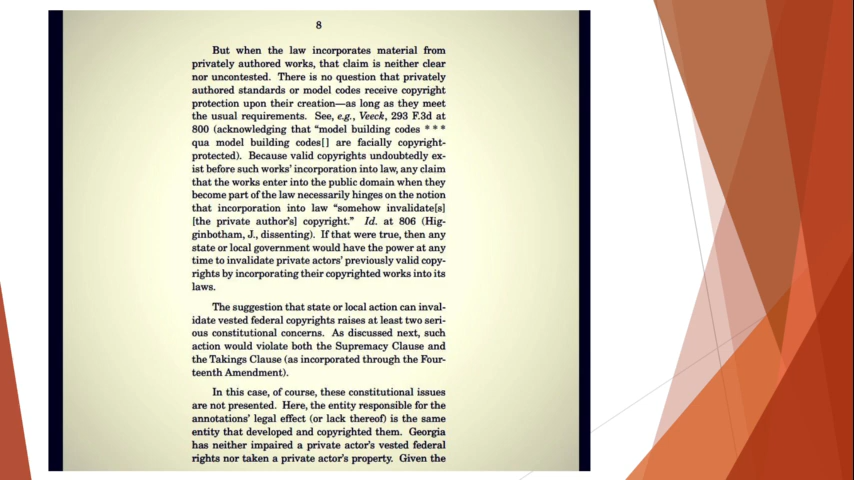 8
But when the law incorporates material from
privately authored works, that claim is neither clear
nor uncontested. There is no question that privately
authored standards or model codes receive copyright
protection upon their creation—as long as they meet
the usual requirements. See, e.g., Veeck, 293 F.3d at
800 (acknowledging that “model building codes * * *
qua model building codes[] are facially copyright-
protected). Because valid copyrights undoubtedly ex-
ist before such works’ incorporation into law, any claim
that the works enter into the public domain when they
become part of the law necessarily hinges on the notion
that incorporation into law “somehow invalidate[s]
[the private author’s] copyright.” Id. at 806 (Hig-
ginbotham, J., dissenting). If that were true, then any
state or local government would have the power at any
time to invalidate private actors’ previously valid copy-
rights by incorporating their copyrighted works into its
laws.
The suggestion that state or local action can inval-
idate vested federal copyrights raises at least two seri-
ous constitutional concerns. As discussed next, such
action would violate both the Supremacy Clause and
the Takings Clause (as incorporated through the Four-
teenth Amendment).
In this case, of course, these constitutional issues
are not presented. Here, the entity responsible for the
annotations’ legal effect (or lack thereof) is the same
entity that developed and copyrighted them. Georgia
has neither impaired a private actor’s vested federal
rights nor taken a private actor’s property. Given the